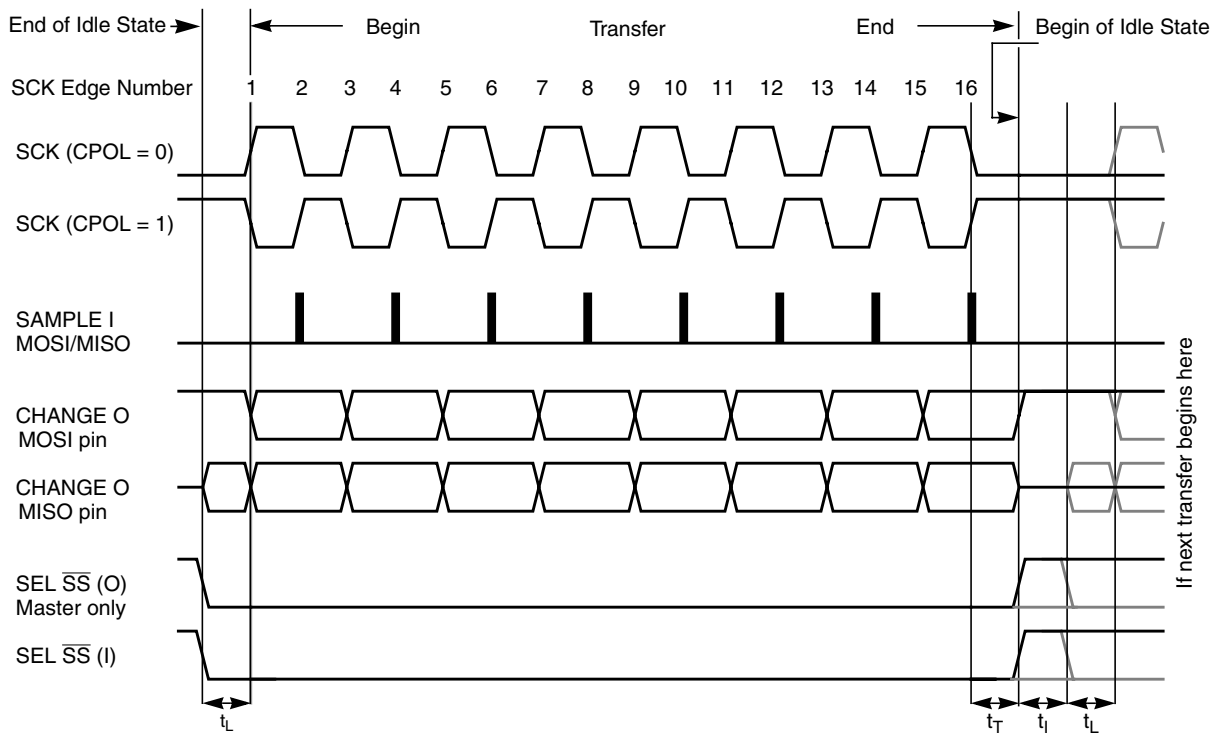 End of Idle State Begin Transfer End Begin of Idle State
SCK Edge Number 1 2 3 4 5 6 7 8 9 10 11 12 13 14 15 16
SCK (CPOL = 0)
SCK (CPOL = 1)
SAMPLE I
MOSI/MISO
CHANGE O
MOSI pin
CHANGE O
MISO pin
SEL S̅S̅ (O)
Master only
SEL S̅S̅ (I)
tL tT tI tL
If next transfer begins here